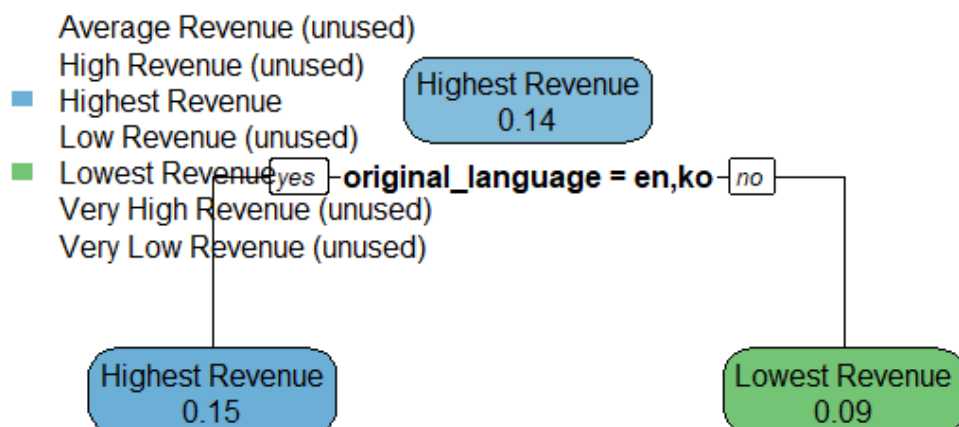 Average Revenue (unused)
High Revenue (unused)
Highest Revenue
Low Revenue (unused)
Lowest Revenue
Very High Revenue (unused)
Very Low Revenue (unused)
Highest Revenue
0.14
yes
original_language = en,ko
no
Highest Revenue
0.15
Lowest Revenue
0.09